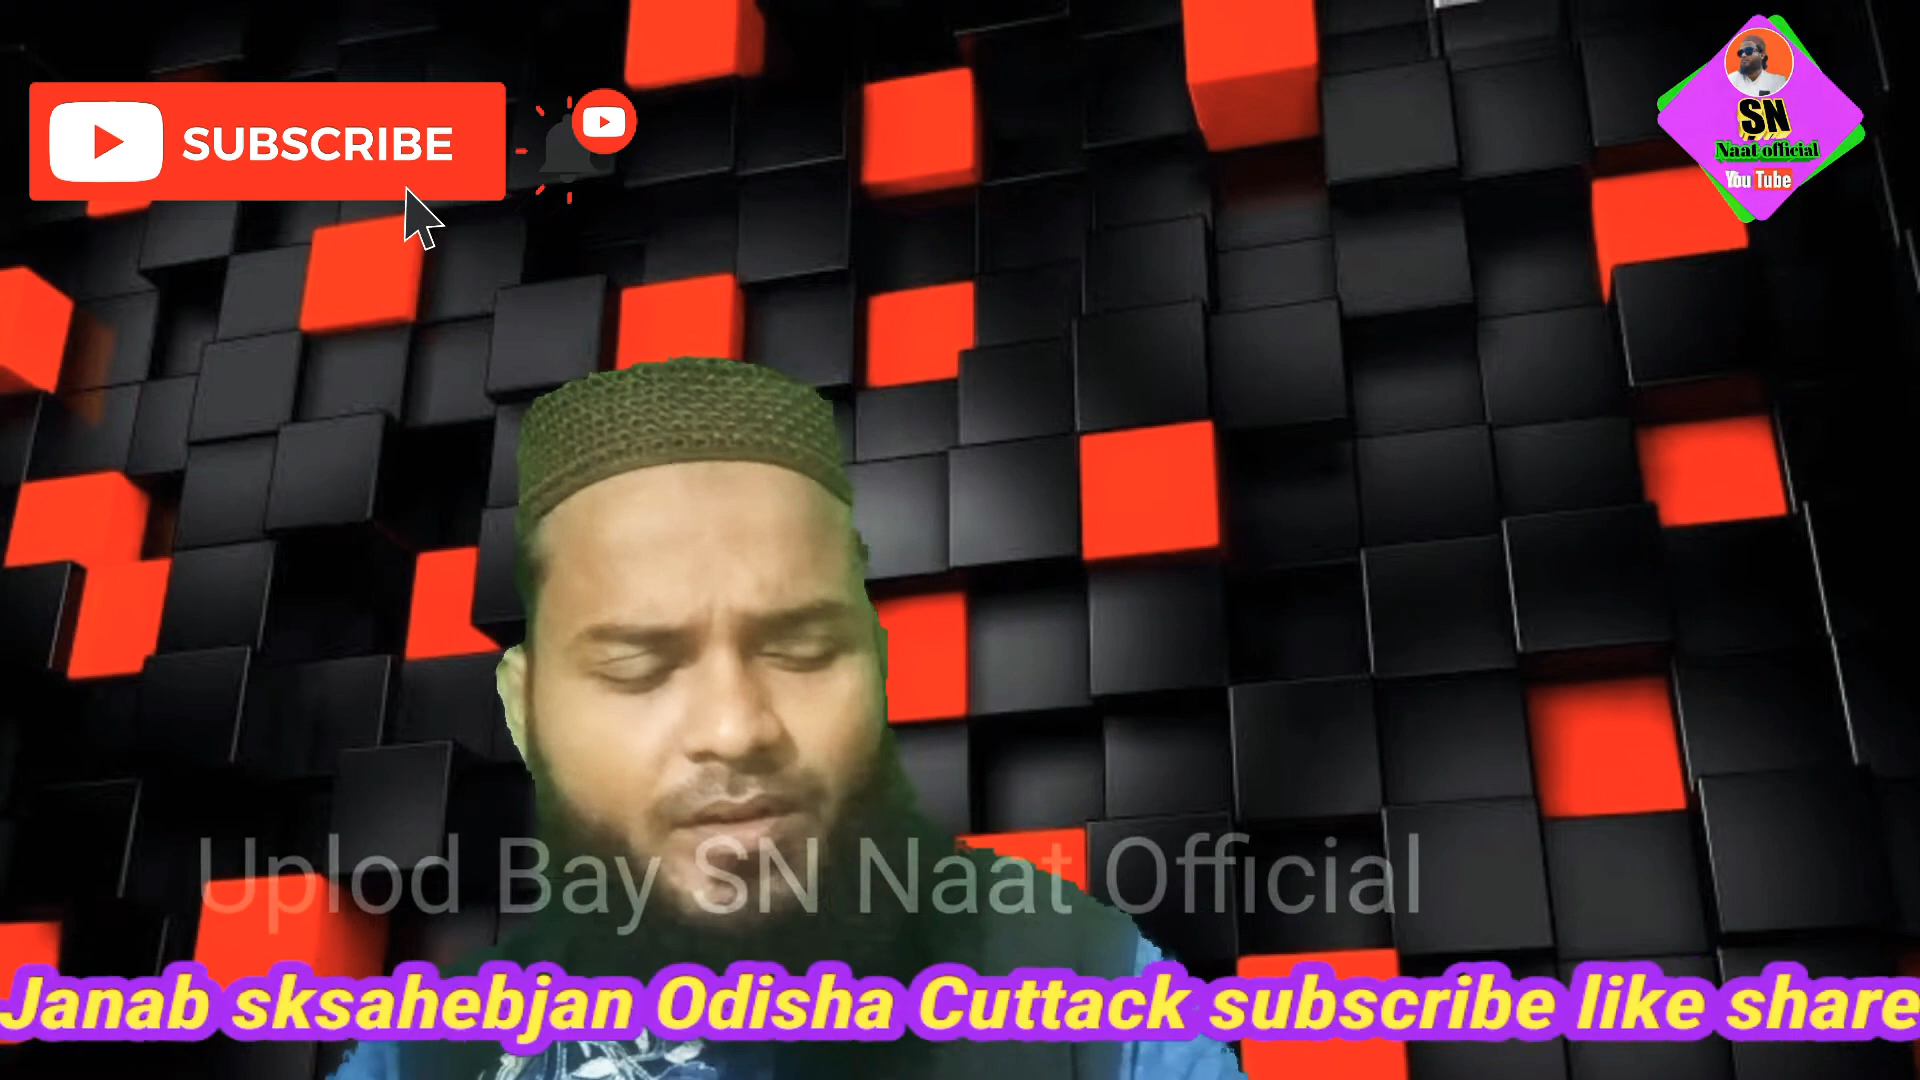 SUBSCRIBE
SN
Naat official
You Tube
Uplod Bay SN Naat Official
Janab sksahebjan Odisha Cuttack subscribe like share